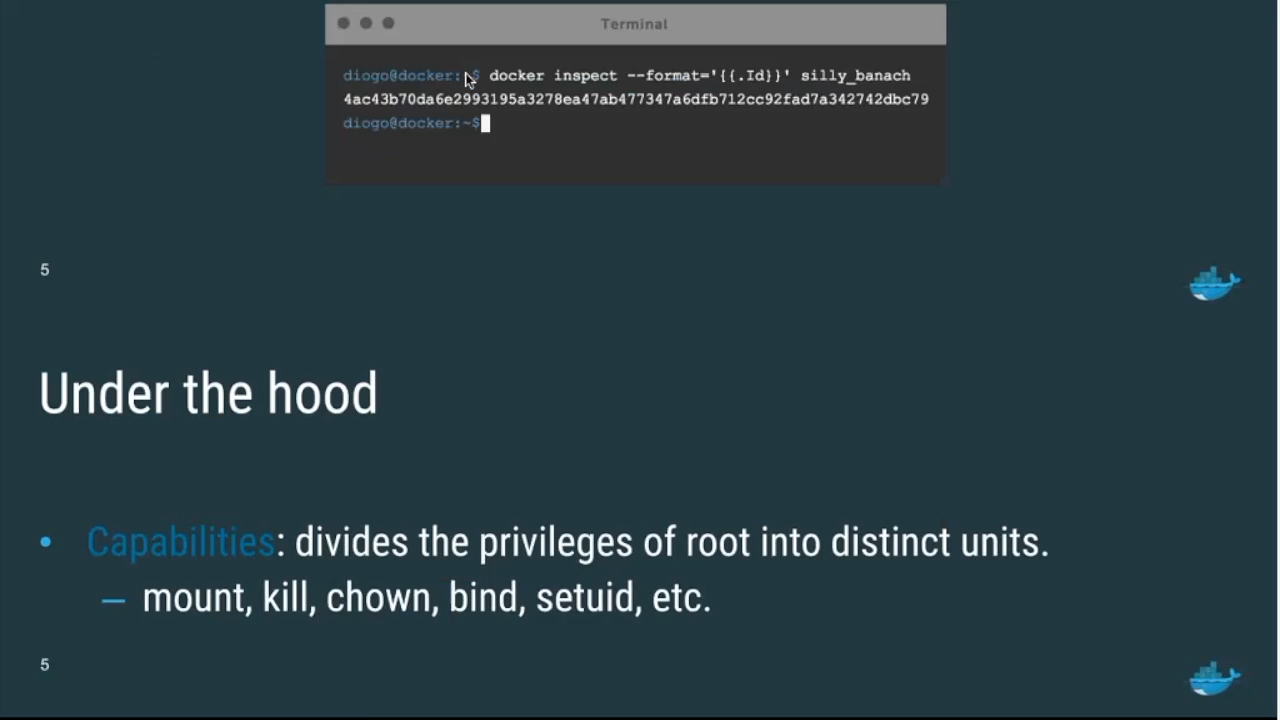 Terminal
diogo@docker:~$ docker inspect --format='{{.Id}}' silly_banach
4ac43b70da6e2993195a3278ea47ab477347a6dfb712cc92fad7a342742dbc79
diogo@docker:~$
5
Under the hood
• Capabilities: divides the privileges of root into distinct units.
– mount, kill, chown, bind, setuid, etc.
5